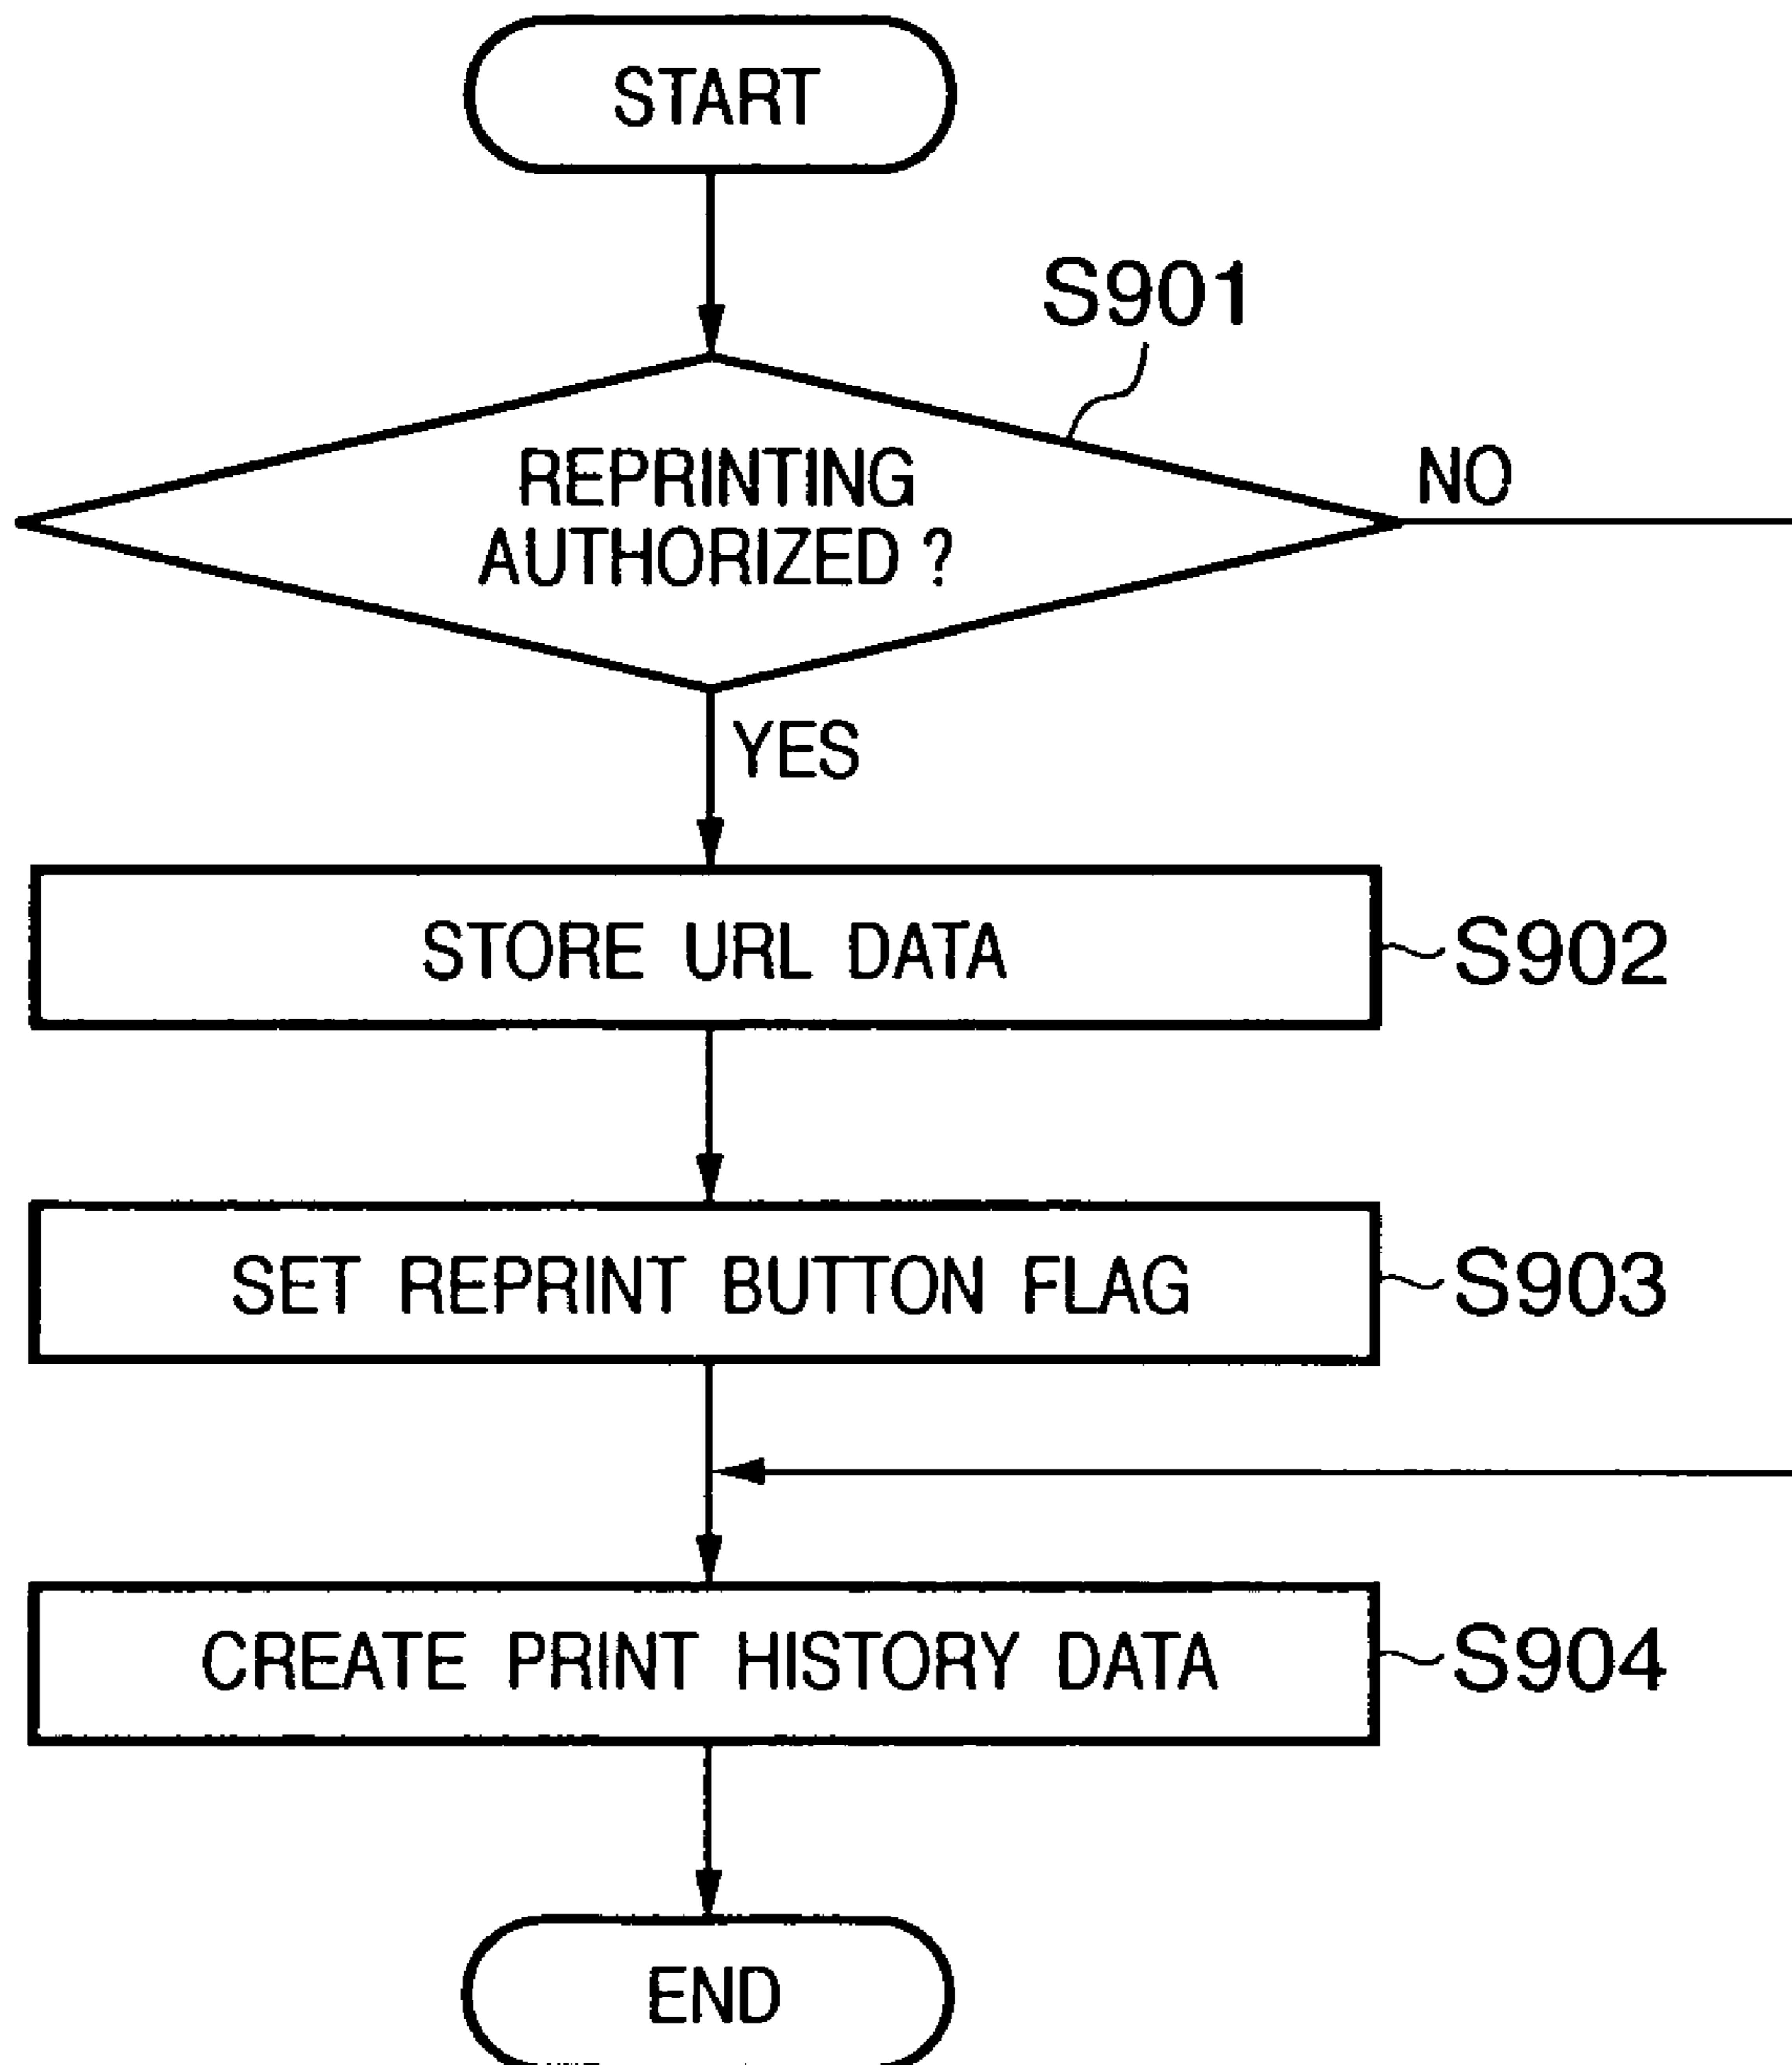 START
S901
REPRINTING
AUTHORIZED ?
NO
YES
STORE URL DATA
S902
SET REPRINT BUTTON FLAG
S903
CREATE PRINT HISTORY DATA
S904
END